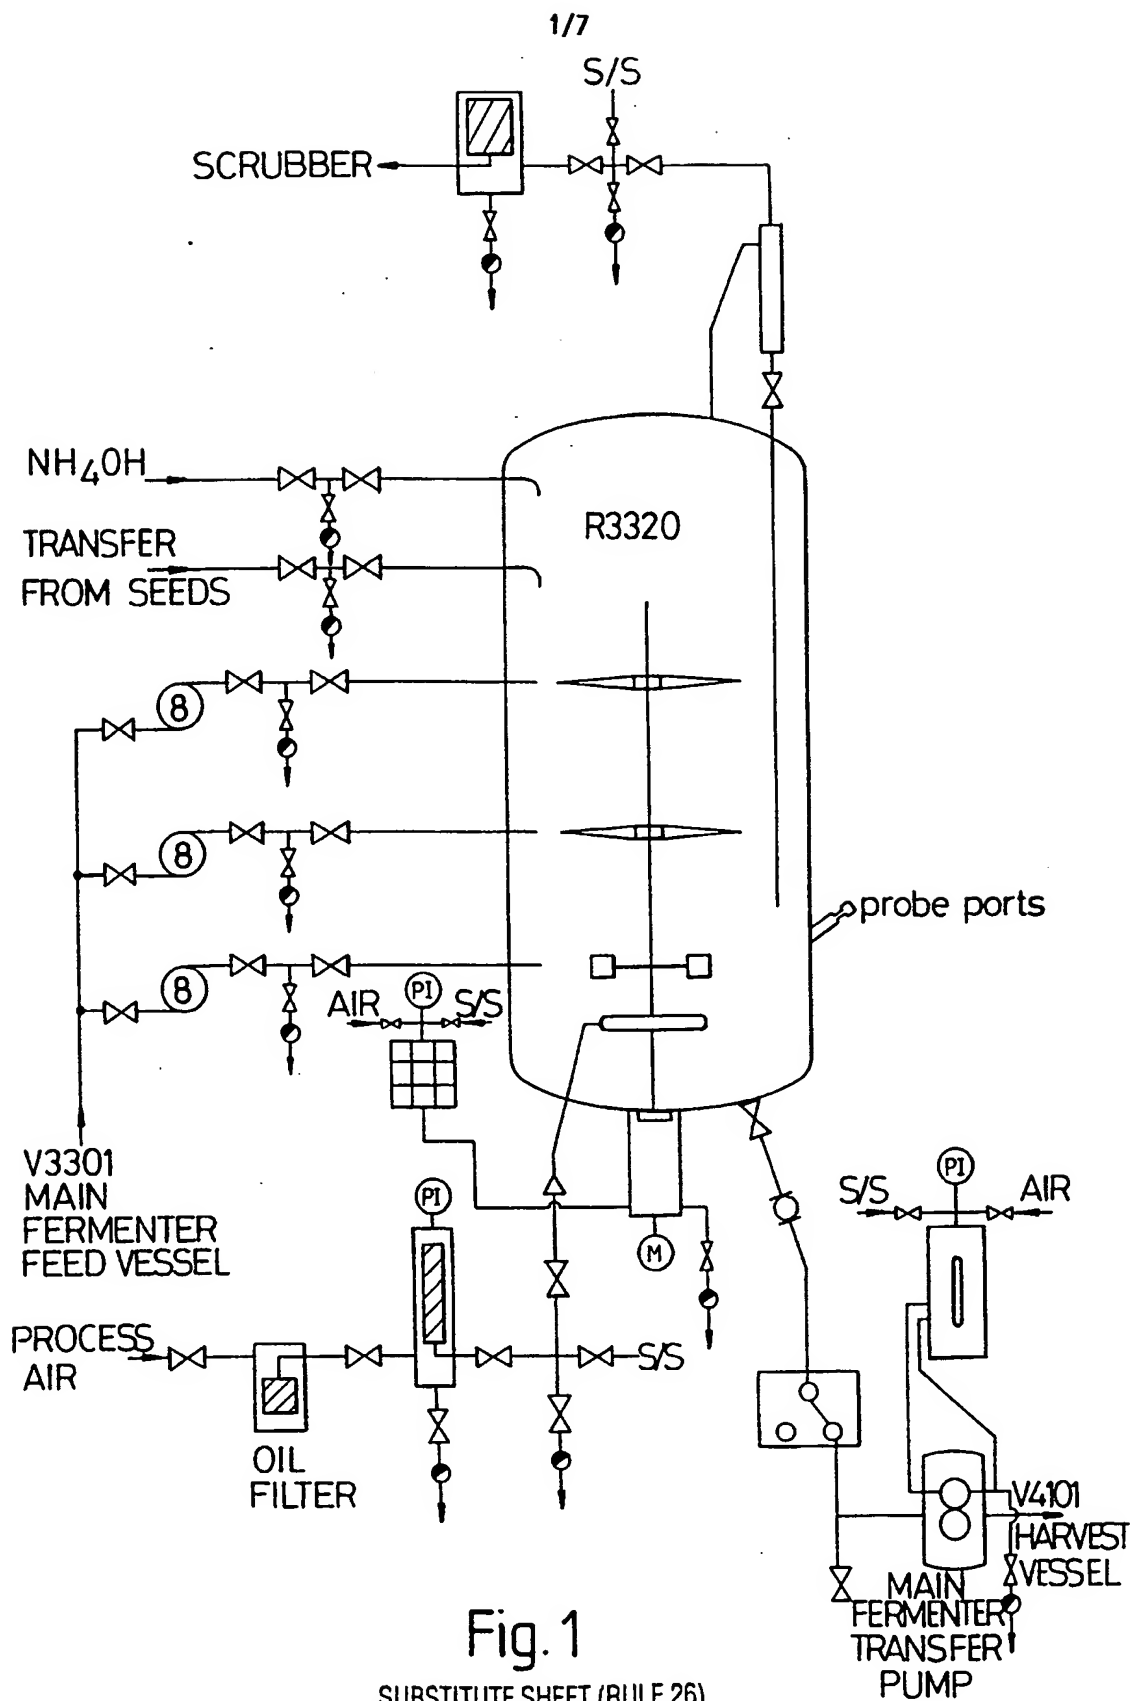 1/7
S/S
SCRUBBER
NH4OH
R3320
TRANSFER
FROM SEEDS
8
8
probe ports
8
PI
AIR
S/S
V3301
MAIN
FERMENTER
FEED VESSEL
PI
PI
S/S
AIR
M
PROCESS
AIR
S/S
OIL
FILTER
V4101
HARVEST
VESSEL
MAIN
FERMENTER
TRANSFER
PUMP
Fig. 1
SUBSTITUTE SHEET (RULE 26)